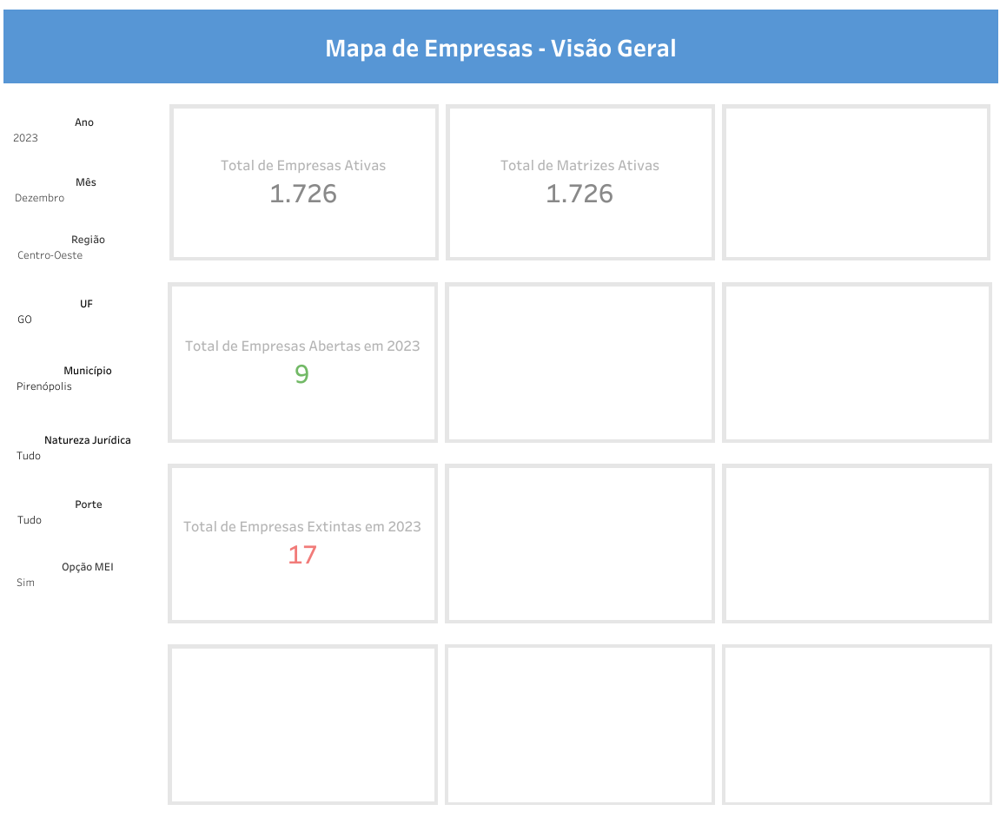 Mapa de Empresas - Visão Geral
Ano
2023
Mês
Dezembro
Região
Centro-Oeste
UF
GO
Município
Pirenópolis
Natureza Jurídica
Tudo
Porte
Tudo
Opção MEI
Sim
Total de Empresas Ativas
1.726
Total de Matrizes Ativas
1.726
Total de Empresas Abertas em 2023
9
Total de Empresas Extintas em 2023
17